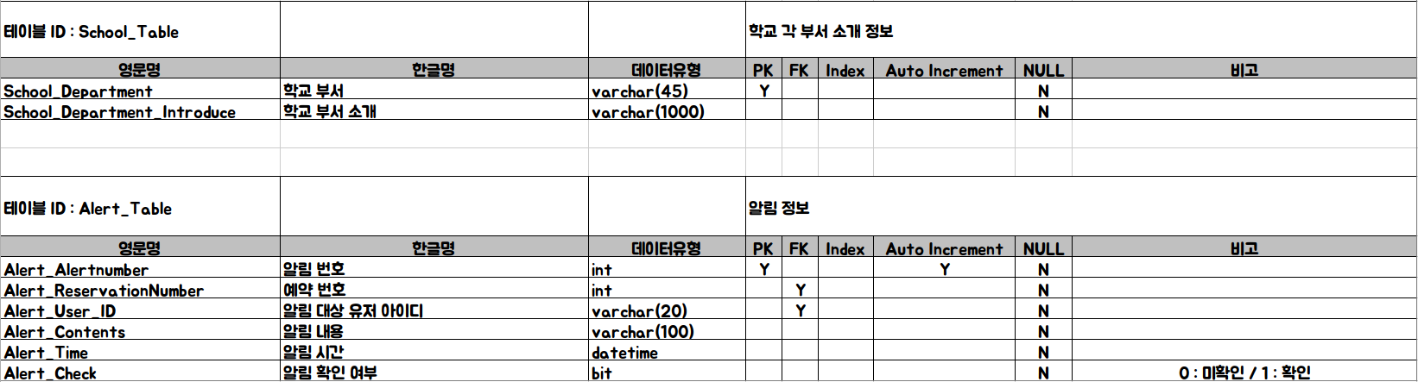 테이블 ID : School_Table 학교 각 부서 소개 정보
영문명 한글명 데이터유형 PK FK Index Auto Increment NULL 비고
School_Department 학교 부서 varchar(45) Y N
School_Department_Introduce 학교 부서 소개 varchar(1000) N
테이블 ID : Alert_Table 알림 정보
영문명 한글명 데이터유형 PK FK Index Auto Increment NULL 비고
Alert_Alertnumber 알림 번호 int Y Y N
Alert_ReservationNumber 예약 번호 int Y N
Alert_User_ID 알림 대상 유저 아이디 varchar(20) Y N
Alert_Contents 알림 내용 varchar(100) N
Alert_Time 알림 시간 datetime N
Alert_Check 알림 확인 여부 bit N 0 : 미확인 / 1 : 확인